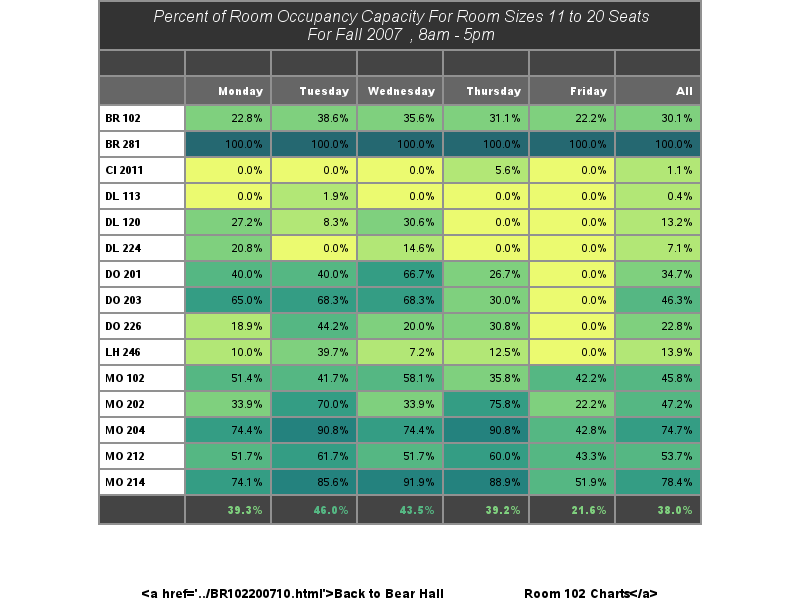 Percent of Room Occupancy Capacity For Room Sizes 11 to 20 Seats
For Fall 2007 , 8am - 5pm
Monday Tuesday Wednesday Thursday Friday All
BR 102 22.8% 38.6% 35.6% 31.1% 22.2% 30.1%
BR 281 100.0% 100.0% 100.0% 100.0% 100.0% 100.0%
CI 2011 0.0% 0.0% 0.0% 5.6% 0.0% 1.1%
DL 113 0.0% 1.9% 0.0% 0.0% 0.0% 0.4%
DL 120 27.2% 8.3% 30.6% 0.0% 0.0% 13.2%
DL 224 20.8% 0.0% 14.6% 0.0% 0.0% 7.1%
DO 201 40.0% 40.0% 66.7% 26.7% 0.0% 34.7%
DO 203 65.0% 68.3% 68.3% 30.0% 0.0% 46.3%
DO 226 18.9% 44.2% 20.0% 30.8% 0.0% 22.8%
LH 246 10.0% 39.7% 7.2% 12.5% 0.0% 13.9%
MO 102 51.4% 41.7% 58.1% 35.8% 42.2% 45.8%
MO 202 33.9% 70.0% 33.9% 75.8% 22.2% 47.2%
MO 204 74.4% 90.8% 74.4% 90.8% 42.8% 74.7%
MO 212 51.7% 61.7% 51.7% 60.0% 43.3% 53.7%
MO 214 74.1% 85.6% 91.9% 88.9% 51.9% 78.4%
39.3% 46.0% 43.5% 39.2% 21.6% 38.0%
<a href='../BR102200710.html'>Back to Bear Hall Room 102 Charts</a>